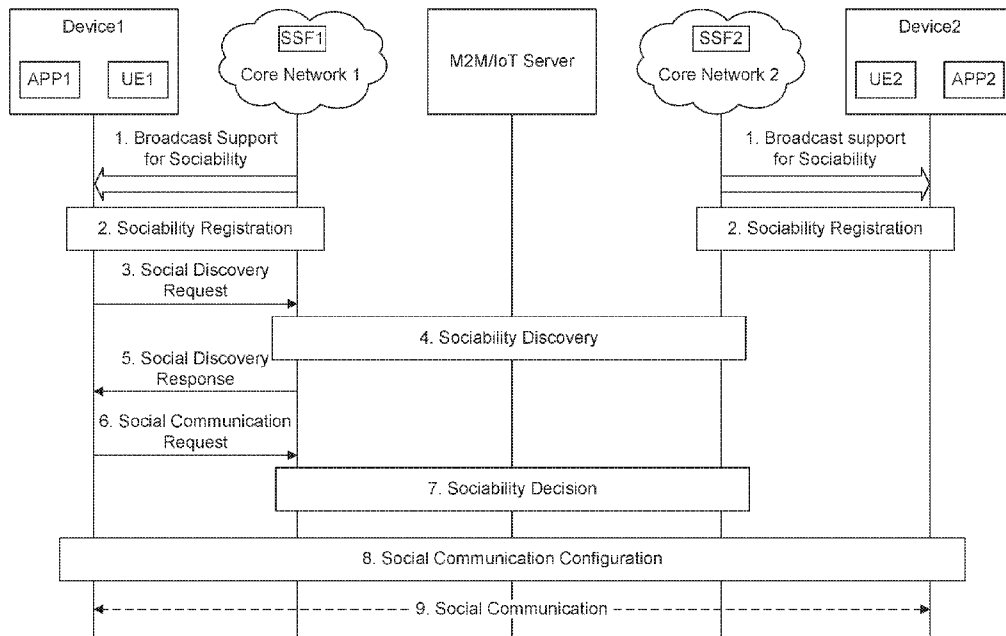 Device1
APP1
UE1
SSF1
Core Network 1
M2M/IoT Server
SSF2
Core Network 2
Device2
UE2
APP2
1. Broadcast Support
for Sociability
1. Broadcast support
for Sociability
2. Sociability Registration
2. Sociability Registration
3. Social Discovery
Request
4. Sociability Discovery
5. Social Discovery
Response
6. Social Communication
Request
7. Sociability Decision
8. Social Communication Configuration
9. Social Communication